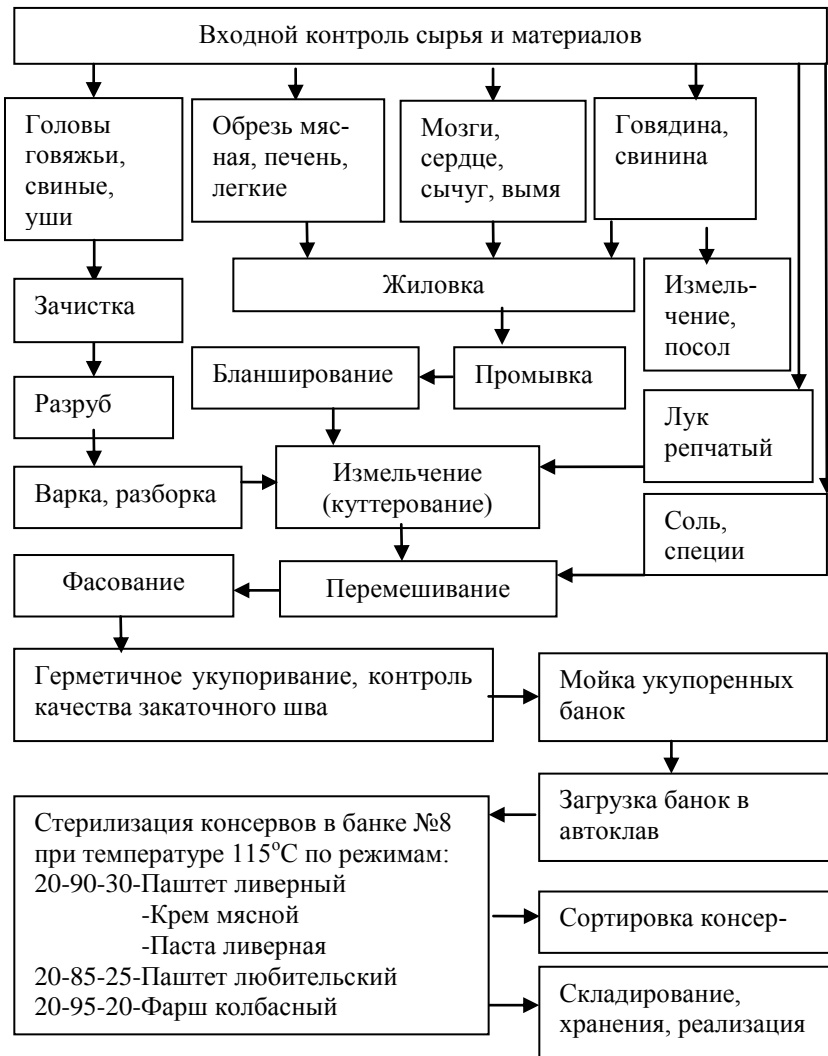 Входной контроль сырья и материалов
Головы
говяжьи,
свиные,
уши
Обрезь мяс-
ная, печень,
легкие
Мозги,
сердце,
сычуг, вымя
Говядина,
свинина
Зачистка
Жиловка
Измель-
чение,
посол
Разруб
Бланширование
Промывка
Лук
репчатый
Варка, разборка
Измельчение
(куттерование)
Соль,
специи
Фасование
Перемешивание
Герметичное укупоривание, контроль
качества закаточного шва
Мойка укупоренных
банок
Загрузка банок в
автоклав
Стерилизация консервов в банке №8
при температуре 115°С по режимам:
20-90-30-Паштет ливерный
-Крем мясной
-Паста ливерная
20-85-25-Паштет любительский
20-95-20-Фарш колбасный
Сортировка консер-
Складирование,
хранения, реализация